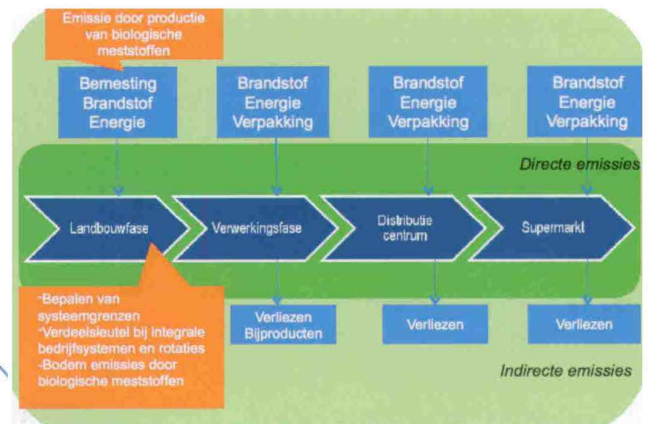 Emissie door productie
van biologische
meststoffen
Bemesting
Brandstof
Energie
Brandstof
Energie
Verpakking
Brandstof
Energie
Verpakking
Brandstof
Energie
Verpakking
Directe emissies
Landbouwfase
Verwerkingsfase
Distributie
centrum
Supermarkt
-Bepalen van
systeemgrenzen
-Verdeelsleutel bij integrale
bedrijfsystemen en rotaties
-Bodem emissies door
biologische meststoffen
Verliezen
Bijproducten
Verliezen
Verliezen
Indirecte emissies